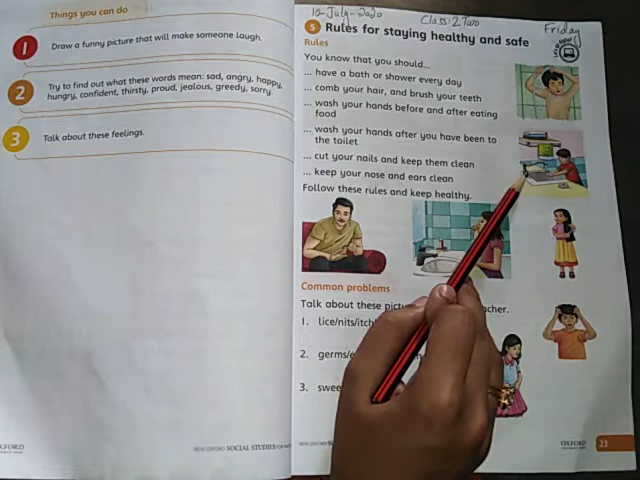 Things you can do
1 Draw a funny picture that will make someone laugh.
2 Try to find out what these words mean: sad, angry, happy,
hungry, confident, thirsty, proud, jealous, greedy, sorry.
3 Talk about these feelings.
OXFORD
NEW OXFORD SOCIAL STUDIES
12-July-2020
Class:2 Two
Friday
5 Rules for staying healthy and safe
Rules
You know that you should...
... have a bath or shower every day
... comb your hair, and brush your teeth
... wash your hands before and after eating
food
... wash your hands after you have been to
the toilet
... cut your nails and keep them clean
... keep your nose and ears clean
Follow these rules and keep healthy.
Common problems
Talk about these
1. lice/nits/
2.
3.
NEW OXFORD
OXFORD
23